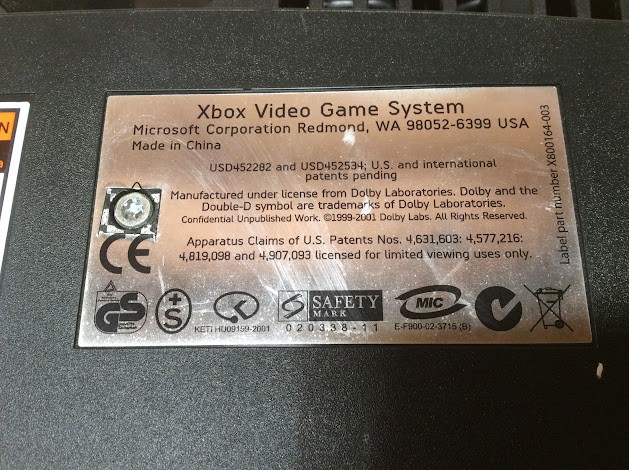 Xbox Video Game System
Microsoft Corporation Redmond, WA 98052-6399 USA
Made in China
USD452282 and USD452534; U.S. and international
patents pending
Manufactured under license from Dolby Laboratories. Dolby and the
Double-D symbol are trademarks of Dolby Laboratories.
Confidential Unpublished Work. ©1999-2001 Dolby Labs. All Rights Reserved.
Apparatus Claims of U.S. Patents Nos. 4,631,603; 4,577,216;
4,819,098 and 4,907,093 licensed for limited viewing uses only.
Label part number X800164-003
CE
GS
S
KETI HU09159-2001
SAFETY
MARK
020338-11
MIC
E-F900-02-3715 (B)
N